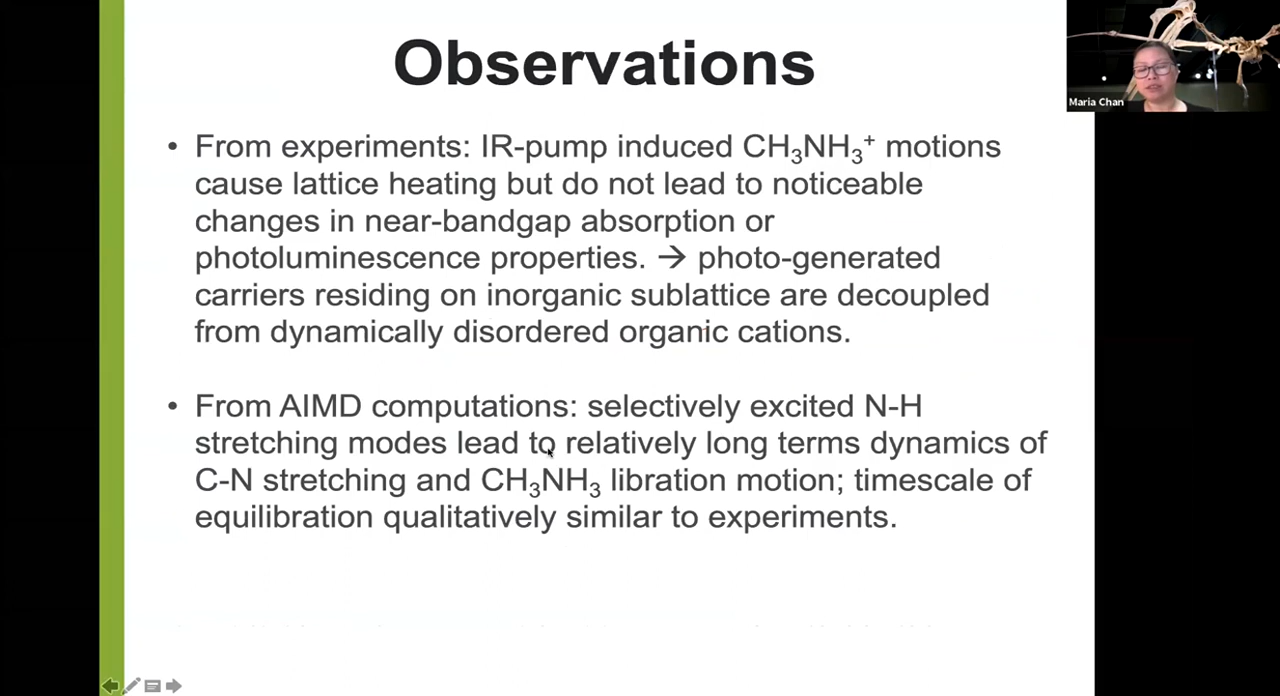 Observations
• From experiments: IR-pump induced CH₃NH₃⁺ motions
cause lattice heating but do not lead to noticeable
changes in near-bandgap absorption or
photoluminescence properties. → photo-generated
carriers residing on inorganic sublattice are decoupled
from dynamically disordered organic cations.
• From AIMD computations: selectively excited N-H
stretching modes lead to relatively long terms dynamics of
C-N stretching and CH₃NH₃ libration motion; timescale of
equilibration qualitatively similar to experiments.
Maria Chan